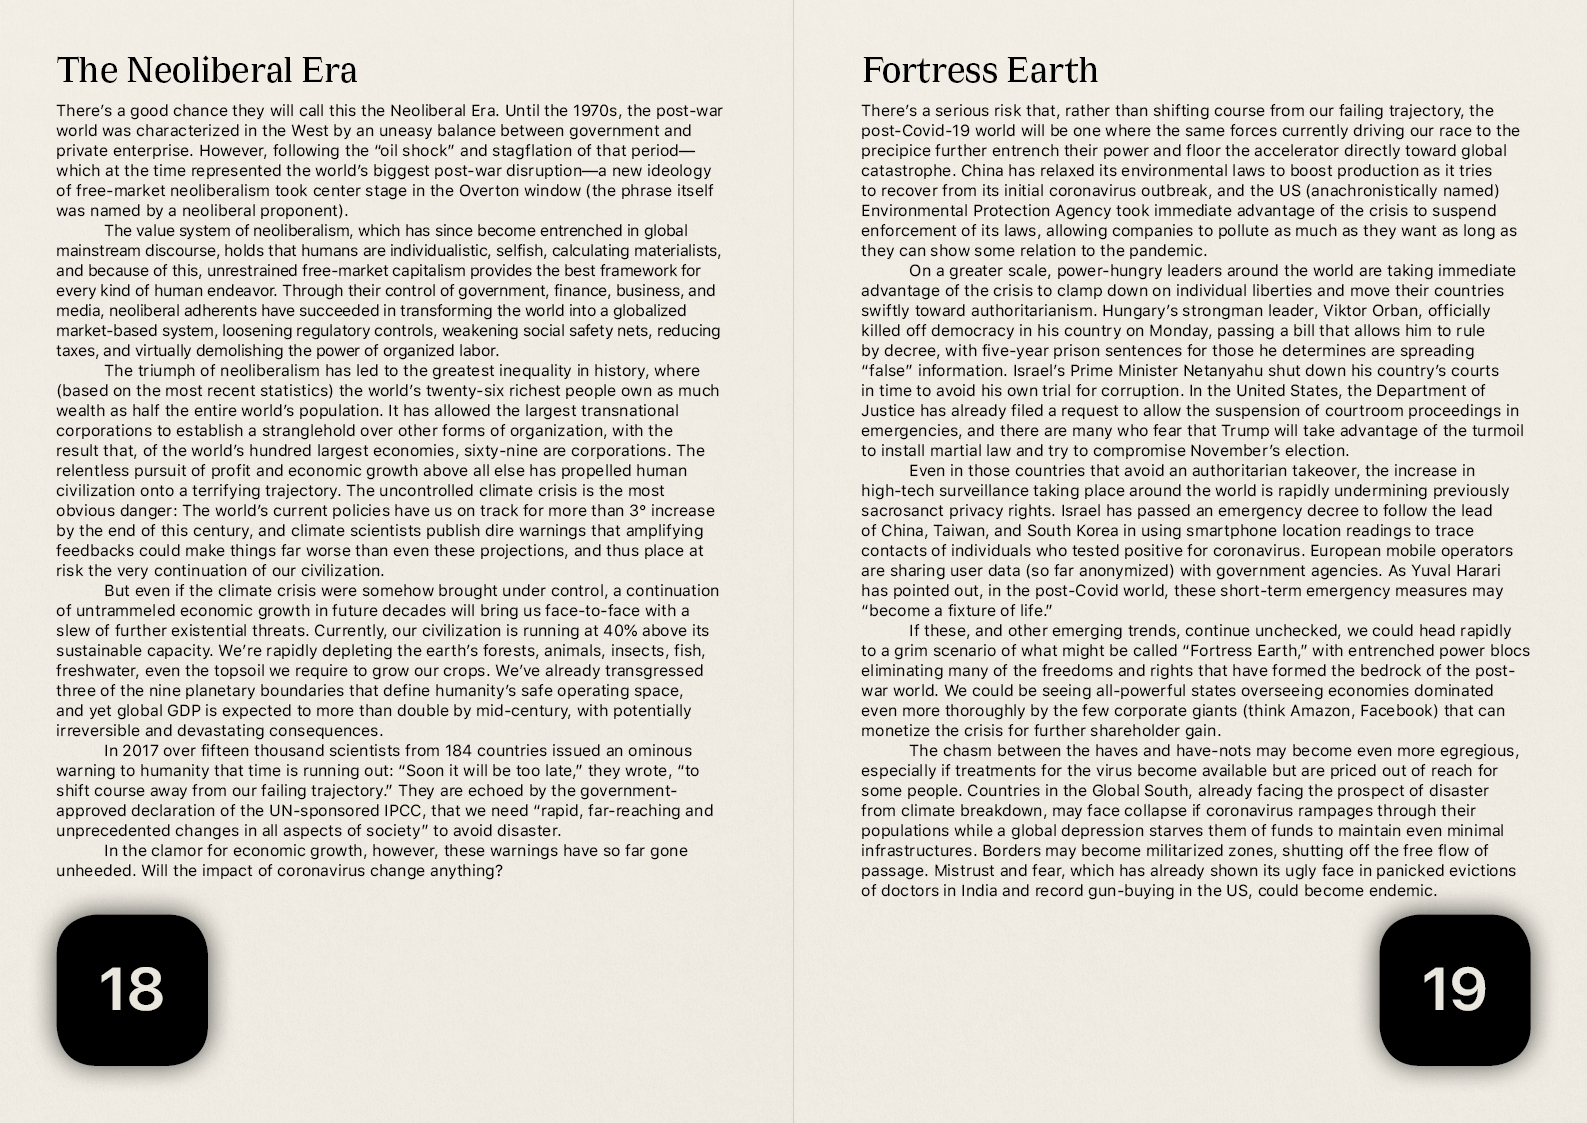 The Neoliberal Era
There's a good chance they will call this the Neoliberal Era. Until the 1970s, the post-war
world was characterized in the West by an uneasy balance between government and
private enterprise. However, following the “oil shock” and stagflation of that period—
which at the time represented the world's biggest post-war disruption—a new ideology
of free-market neoliberalism took center stage in the Overton window (the phrase itself
was named by a neoliberal proponent).
The value system of neoliberalism, which has since become entrenched in global
mainstream discourse, holds that humans are individualistic, selfish, calculating materialists,
and because of this, unrestrained free-market capitalism provides the best framework for
every kind of human endeavor. Through their control of government, finance, business, and
media, neoliberal adherents have succeeded in transforming the world into a globalized
market-based system, loosening regulatory controls, weakening social safety nets, reducing
taxes, and virtually demolishing the power of organized labor.
The triumph of neoliberalism has led to the greatest inequality in history, where
(based on the most recent statistics) the world's twenty-six richest people own as much
wealth as half the entire world's population. It has allowed the largest transnational
corporations to establish a stranglehold over other forms of organization, with the
result that, of the world's hundred largest economies, sixty-nine are corporations. The
relentless pursuit of profit and economic growth above all else has propelled human
civilization onto a terrifying trajectory. The uncontrolled climate crisis is the most
obvious danger: The world's current policies have us on track for more than 3° increase
by the end of this century, and climate scientists publish dire warnings that amplifying
feedbacks could make things far worse than even these projections, and thus place at
risk the very continuation of our civilization.
But even if the climate crisis were somehow brought under control, a continuation
of untrammeled economic growth in future decades will bring us face-to-face with a
slew of further existential threats. Currently, our civilization is running at 40% above its
sustainable capacity. We're rapidly depleting the earth's forests, animals, insects, fish,
freshwater, even the topsoil we require to grow our crops. We've already transgressed
three of the nine planetary boundaries that define humanity's safe operating space,
and yet global GDP is expected to more than double by mid-century, with potentially
irreversible and devastating consequences.
In 2017 over fifteen thousand scientists from 184 countries issued an ominous
warning to humanity that time is running out: “Soon it will be too late,” they wrote, “to
shift course away from our failing trajectory.” They are echoed by the government-
approved declaration of the UN-sponsored IPCC, that we need “rapid, far-reaching and
unprecedented changes in all aspects of society” to avoid disaster.
In the clamor for economic growth, however, these warnings have so far gone
unheeded. Will the impact of coronavirus change anything?
18
Fortress Earth
There's a serious risk that, rather than shifting course from our failing trajectory, the
post-Covid-19 world will be one where the same forces currently driving our race to the
precipice further entrench their power and floor the accelerator directly toward global
catastrophe. China has relaxed its environmental laws to boost production as it tries
to recover from its initial coronavirus outbreak, and the US (anachronistically named)
Environmental Protection Agency took immediate advantage of the crisis to suspend
enforcement of its laws, allowing companies to pollute as much as they want as long as
they can show some relation to the pandemic.
On a greater scale, power-hungry leaders around the world are taking immediate
advantage of the crisis to clamp down on individual liberties and move their countries
swiftly toward authoritarianism. Hungary's strongman leader, Viktor Orban, officially
killed off democracy in his country on Monday, passing a bill that allows him to rule
by decree, with five-year prison sentences for those he determines are spreading
“false” information. Israel's Prime Minister Netanyahu shut down his country's courts
in time to avoid his own trial for corruption. In the United States, the Department of
Justice has already filed a request to allow the suspension of courtroom proceedings in
emergencies, and there are many who fear that Trump will take advantage of the turmoil
to install martial law and try to compromise November's election.
Even in those countries that avoid an authoritarian takeover, the increase in
high-tech surveillance taking place around the world is rapidly undermining previously
sacrosanct privacy rights. Israel has passed an emergency decree to follow the lead
of China, Taiwan, and South Korea in using smartphone location readings to trace
contacts of individuals who tested positive for coronavirus. European mobile operators
are sharing user data (so far anonymized) with government agencies. As Yuval Harari
has pointed out, in the post-Covid world, these short-term emergency measures may
“become a fixture of life.”
If these, and other emerging trends, continue unchecked, we could head rapidly
to a grim scenario of what might be called “Fortress Earth,” with entrenched power blocs
eliminating many of the freedoms and rights that have formed the bedrock of the post-
war world. We could be seeing all-powerful states overseeing economies dominated
even more thoroughly by the few corporate giants (think Amazon, Facebook) that can
monetize the crisis for further shareholder gain.
The chasm between the haves and have-nots may become even more egregious,
especially if treatments for the virus become available but are priced out of reach for
some people. Countries in the Global South, already facing the prospect of disaster
from climate breakdown, may face collapse if coronavirus rampages through their
populations while a global depression starves them of funds to maintain even minimal
infrastructures. Borders may become militarized zones, shutting off the free flow of
passage. Mistrust and fear, which has already shown its ugly face in panicked evictions
of doctors in India and record gun-buying in the US, could become endemic.
19